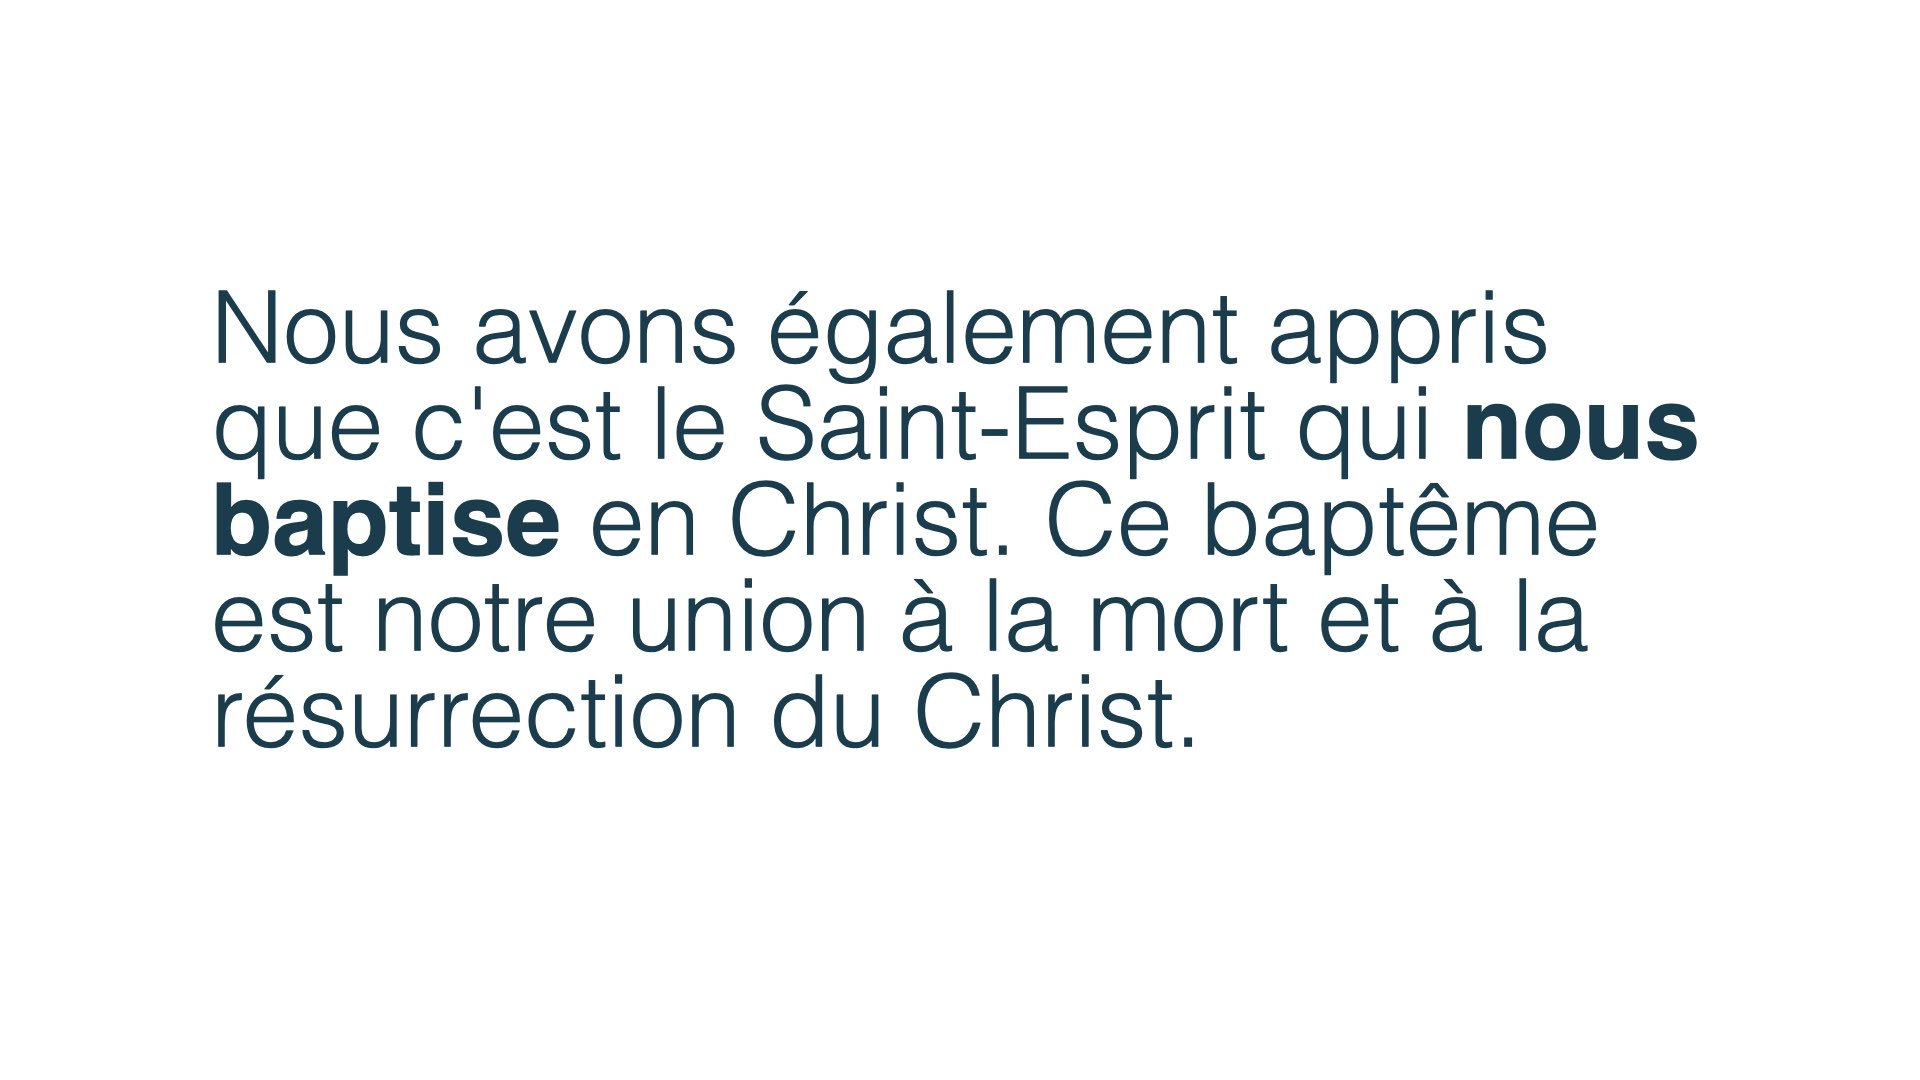 Nous avons également appris
que c'est le Saint-Esprit qui nous
baptise en Christ. Ce baptême
est notre union à la mort et à la
résurrection du Christ.